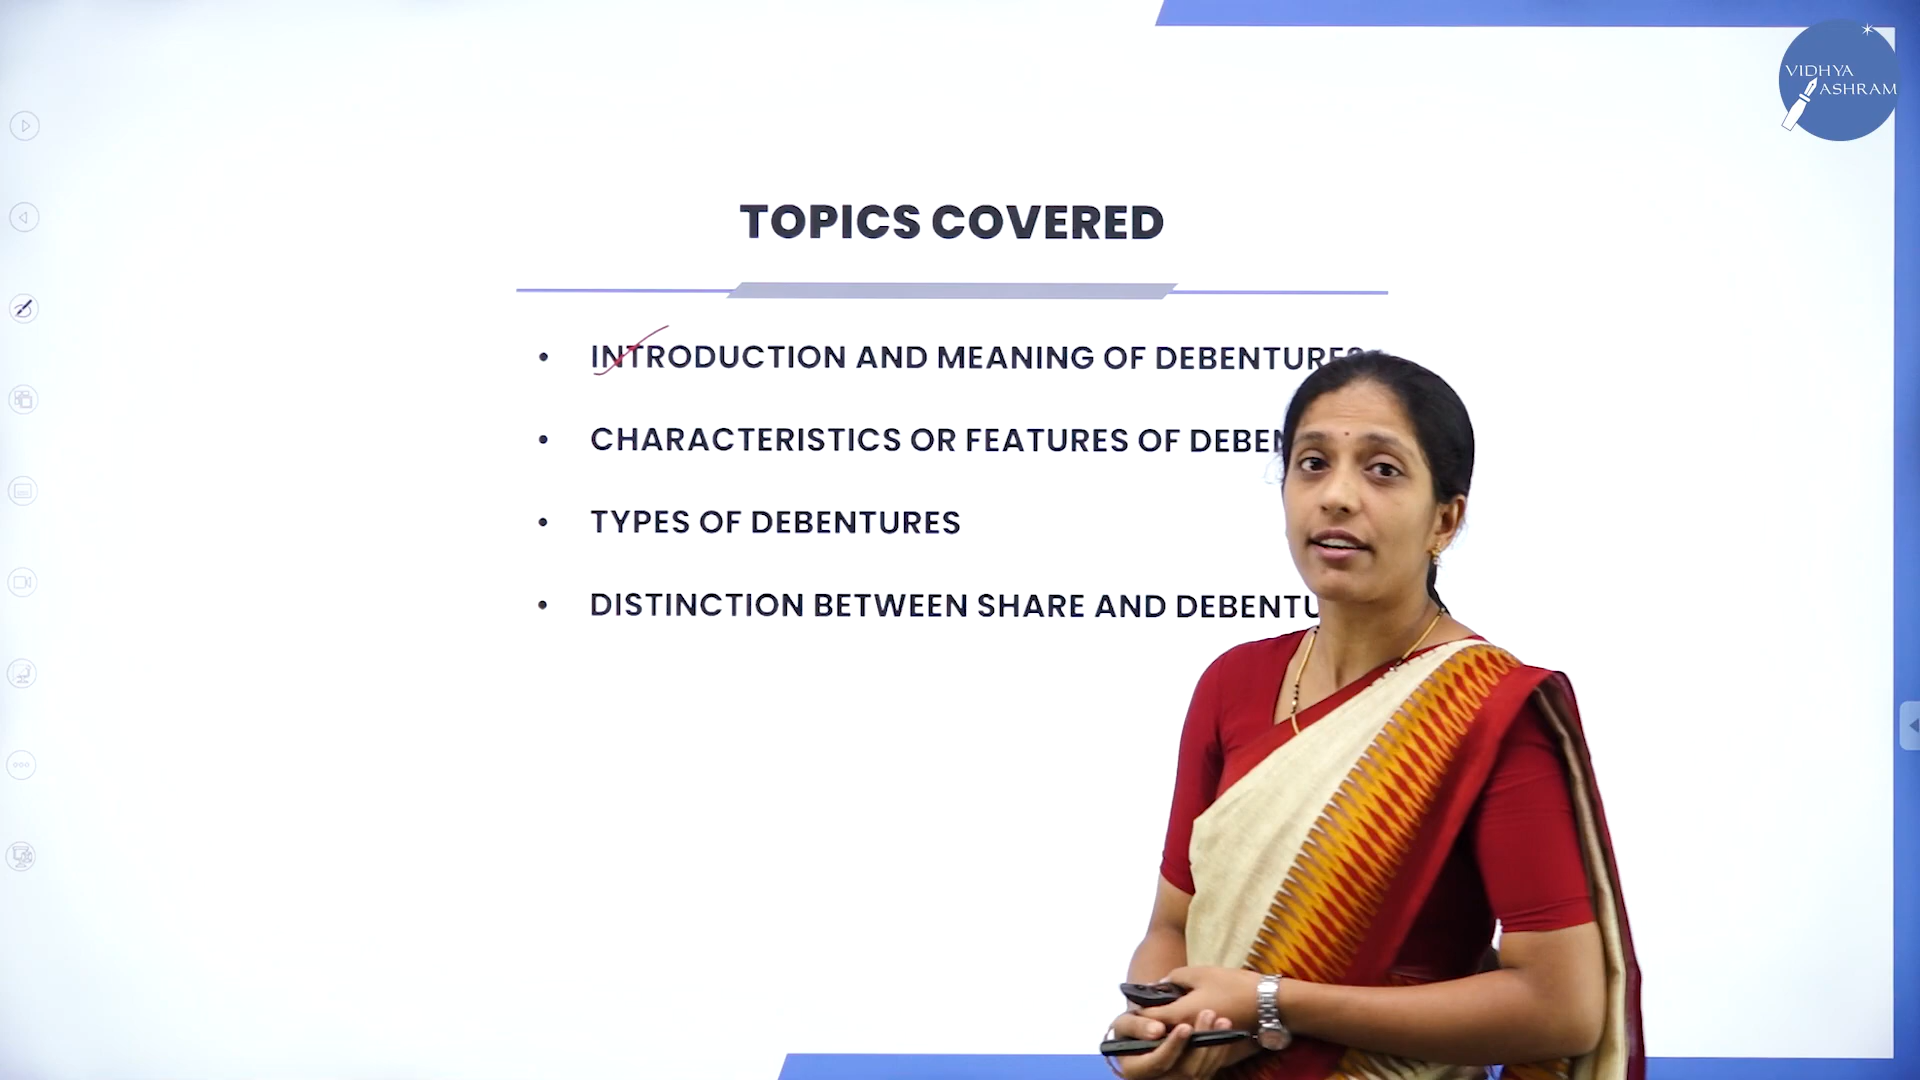 VIDHYA
ASHRAM
TOPICS COVERED
• INTRODUCTION AND MEANING OF DEBENTURES
• CHARACTERISTICS OR FEATURES OF
• TYPES OF DEBENTURES
• DISTINCTION BETWEEN SHARE AND